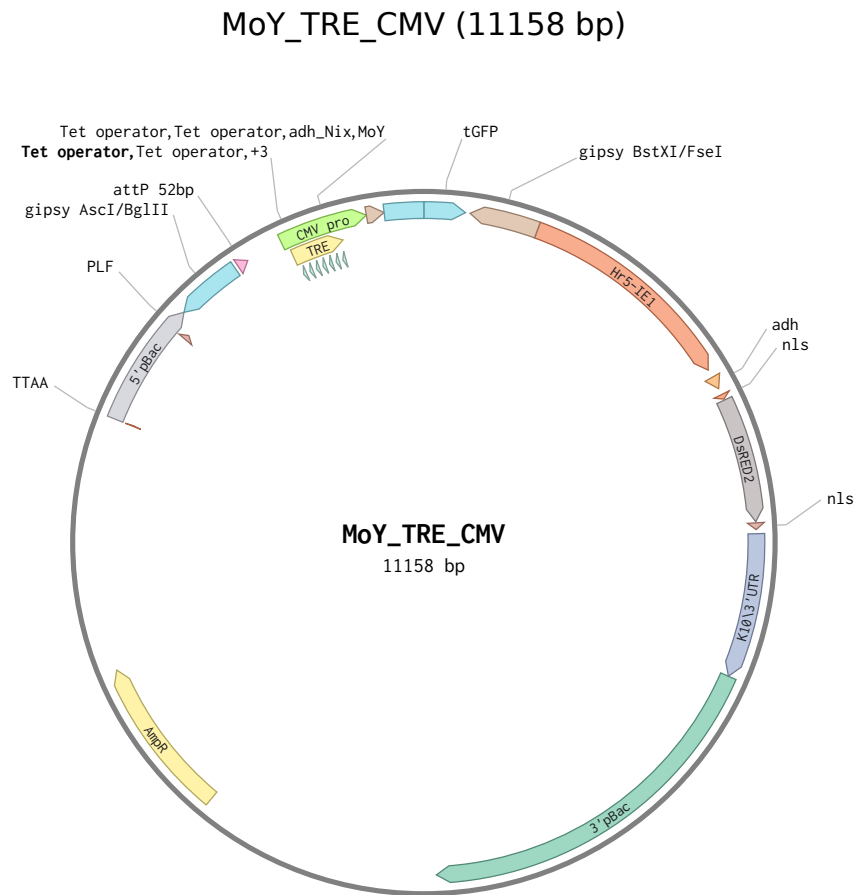 MoY_TRE_CMV (11158 bp)
Tet operator,Tet operator,adh_Nix,MoY
tGFP
Tet operator,Tet operator,+3
gipsy BstXI/FseI
attP 52bp
gipsy AscI/BglII
CMV pro
TRE
PLF
Hr5-IE1
adh
nls
5'pBac
TTAA
DsRED2
nls
MoY_TRE_CMV
11158 bp
K10\3'UTR
AmpR
3'pBac